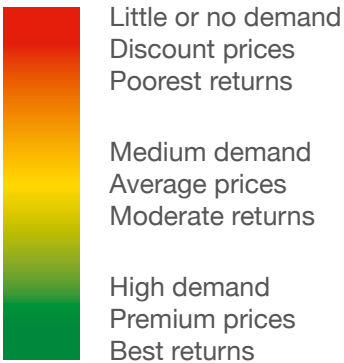 Little or no demand
Discount prices
Poorest returns
Medium demand
Average prices
Moderate returns
High demand
Premium prices
Best returns